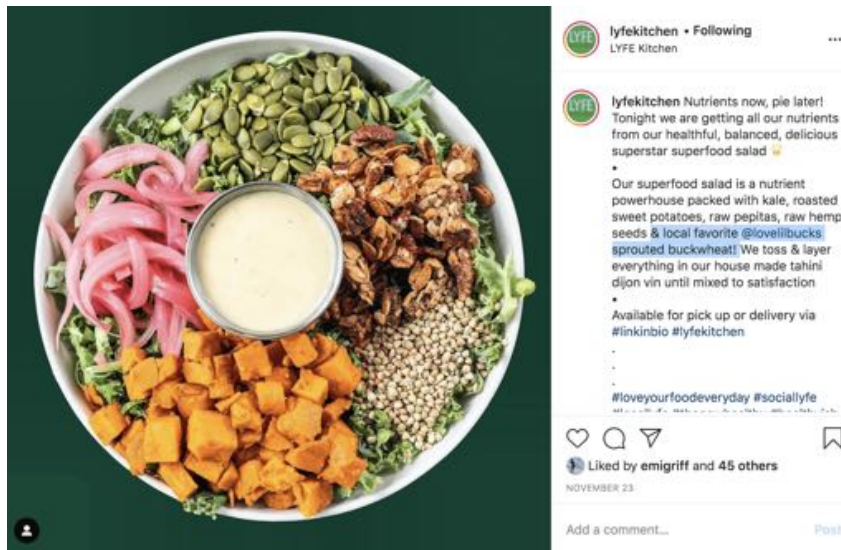 lyfekitchen • Following
LYFE Kitchen
LYFE
LYFE
lyfekitchen Nutrients now, pie later!
Tonight we are getting all our nutrients
from our healthful, balanced, delicious
superstar superfood salad
•
Our superfood salad is a nutrient
powerhouse packed with kale, roasted
sweet potatoes, raw pepitas, raw hemp
seeds & local favorite @lovelilbucks
sprouted buckwheat! We toss & layer
everything in our house made tahini
dijon vin until mixed to satisfaction
•
Available for pick up or delivery via
#linkinbio #lyfekitchen
.
.
.
#loveyourfoodeveryday #sociallyfe
Liked by emigriff and 45 others
NOVEMBER 23
Add a comment...
Post